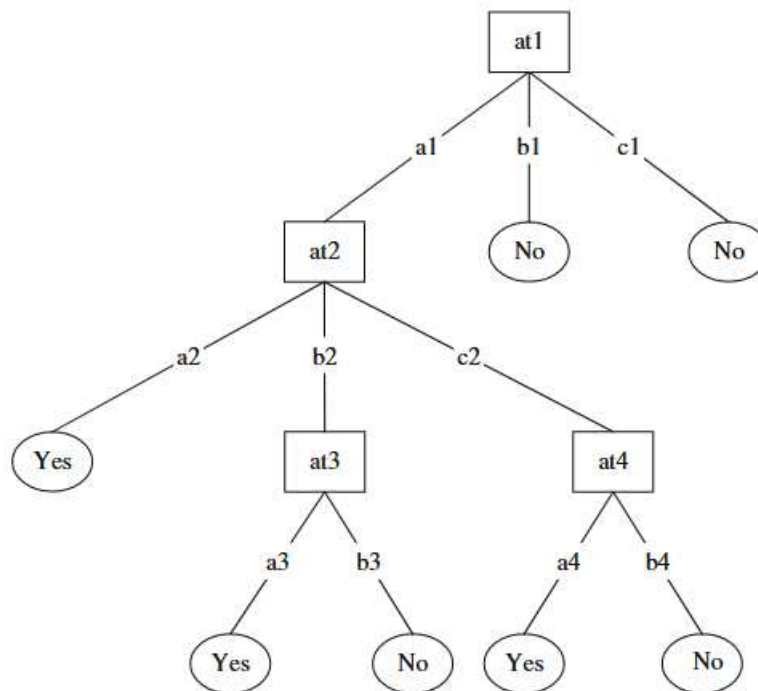 at1
a1 b1 c1
at2 No No
a2 b2 c2
Yes at3 at4
a3 b3 a4 b4
Yes No Yes No